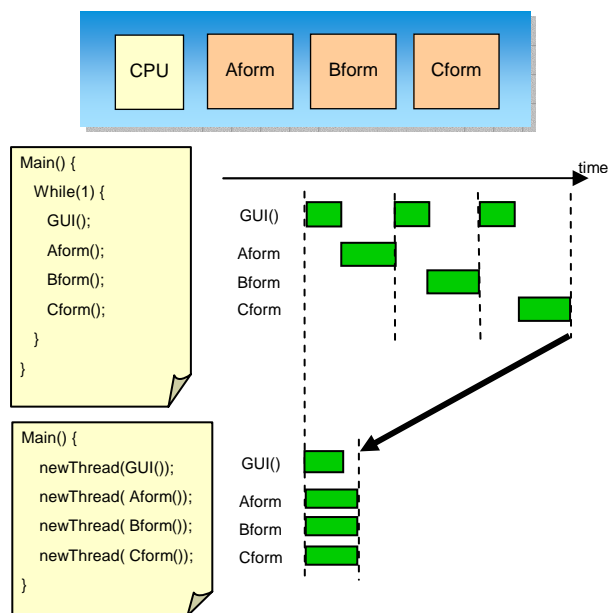 CPU Aform Bform Cform
Main() {
While(1) {
GUI();
Aform();
Bform();
Cform();
}
}
time
GUI()
Aform
Bform
Cform
Main() {
newThread(GUI());
newThread( Aform());
newThread( Bform());
newThread( Cform());
}
GUI()
Aform
Bform
Cform